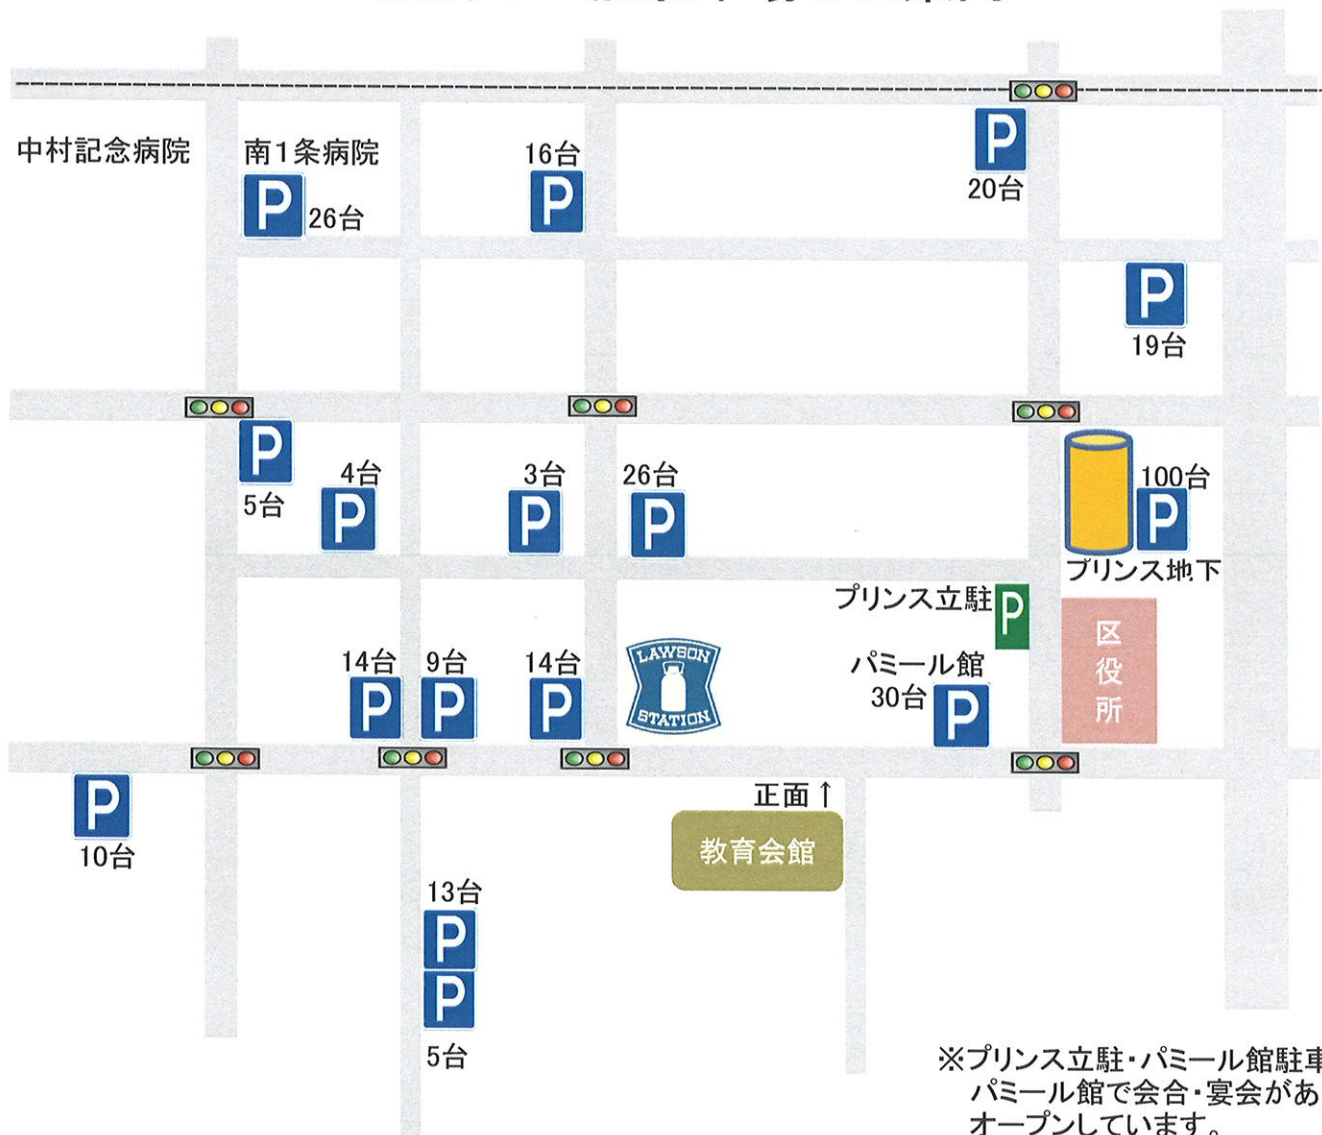 中村記念病院
南1条病院
16台
P
P
26台
P
20台
P
19台
P
5台
4台
P
3台
P
26台
P
100台
P
プリンス地下
プリンス立駐
P
区役所
14台
P
9台
P
14台
P
LAWSON
STATION
パミール館
30台
P
P
10台
正面↑
教育会館
13台
P
P
5台
※プリンス立駐・パミール館駐車
パミール館で会合・宴会があ
オープンしています。